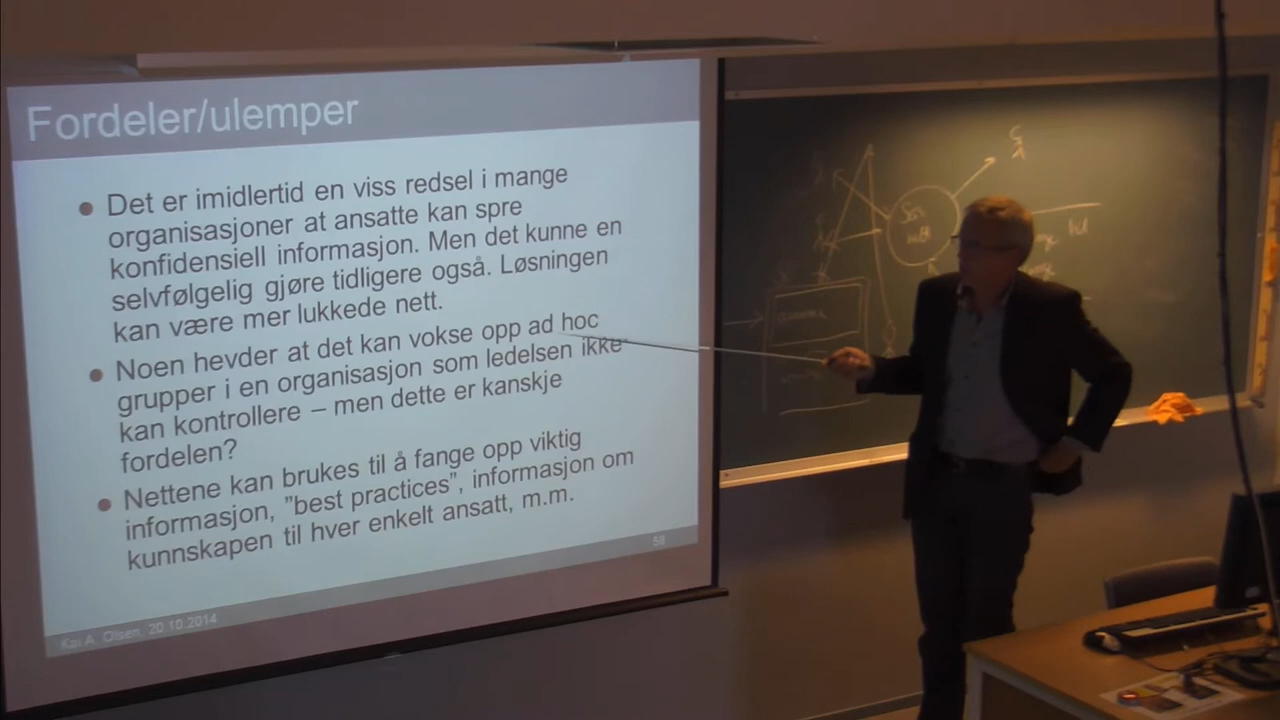 Fordeler/ulemper
Det er imidlertid en viss redsel i mange
organisasjoner at ansatte kan spre
konfidensiell informasjon. Men det kunne en
selvfølgelig gjøre tidligere også. Løsningen
kan være mer lukkede nett.
Noen hevder at det kan vokse opp ad hoc
grupper i en organisasjon som ledelsen ikke
kan kontrollere – men dette er kanskje
fordelen?
Nettene kan brukes til å fange opp viktig
informasjon, ”best practices”, informasjon om
kunnskapen til hver enkelt ansatt, m.m.
58
Kai A. Olsen, 20.10.2014